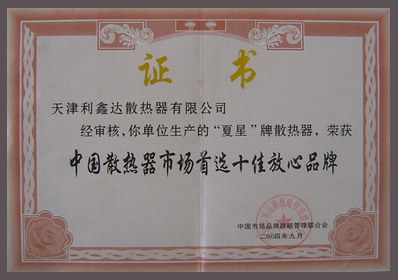 证 书
天津利鑫达散热器有限公司
经审核，你单位生产的“夏星”牌散热器，荣获
中国散热器市场首选十佳放心品牌
中国市场品牌战略管理联合会
二００四年九月